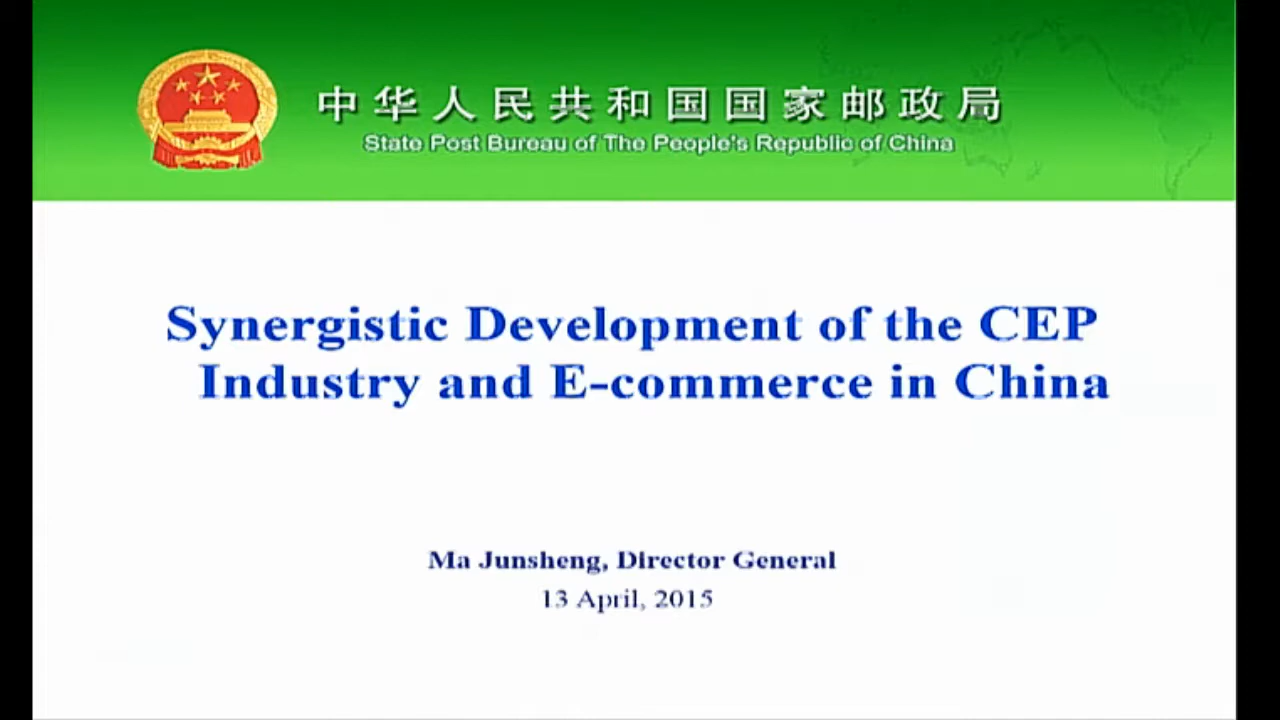 中华人民共和国国家邮政局
State Post Bureau of The People's Republic of China
Synergistic Development of the CEP
Industry and E-commerce in China
Ma Junsheng, Director General
13 April, 2015